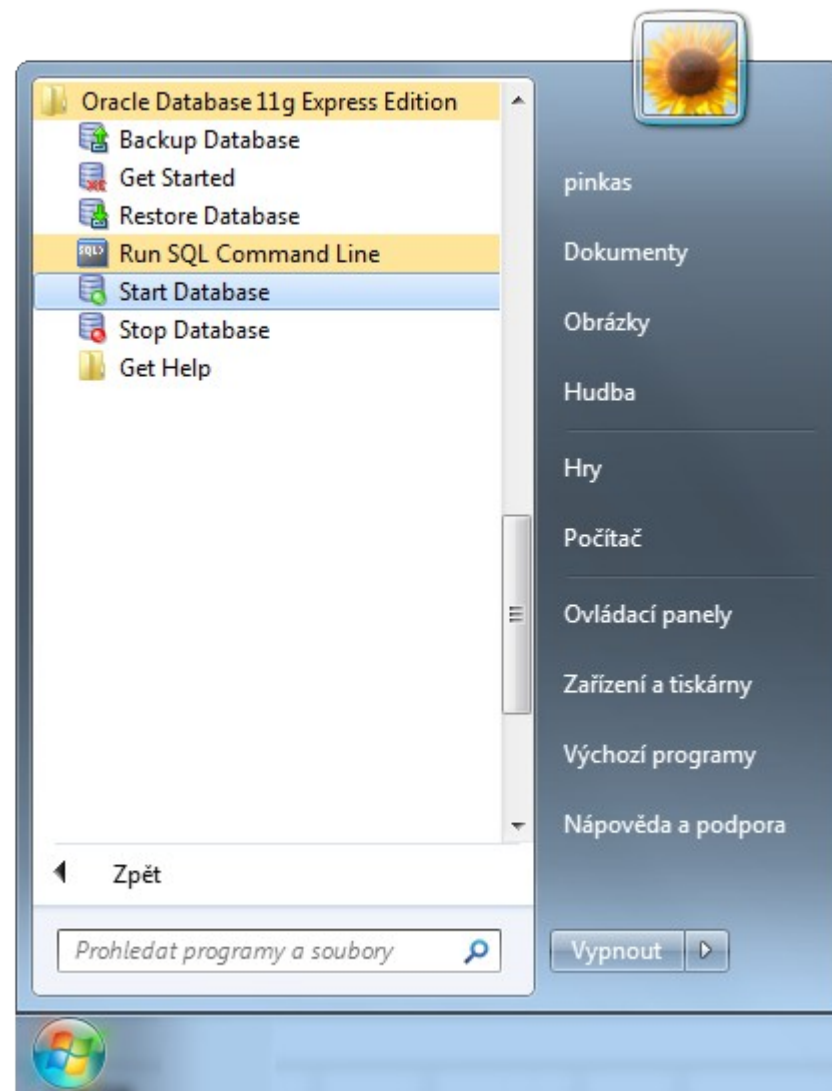 Oracle Database 11g Express Edition
Backup Database
Get Started
Restore Database
SQL>
Run SQL Command Line
Start Database
Stop Database
Get Help
Zpět
Prohledat programy a soubory
pinkas
Dokumenty
Obrázky
Hudba
Hry
Počítač
Ovládací panely
Zařízení a tiskárny
Výchozí programy
Nápověda a podpora
Vypnout